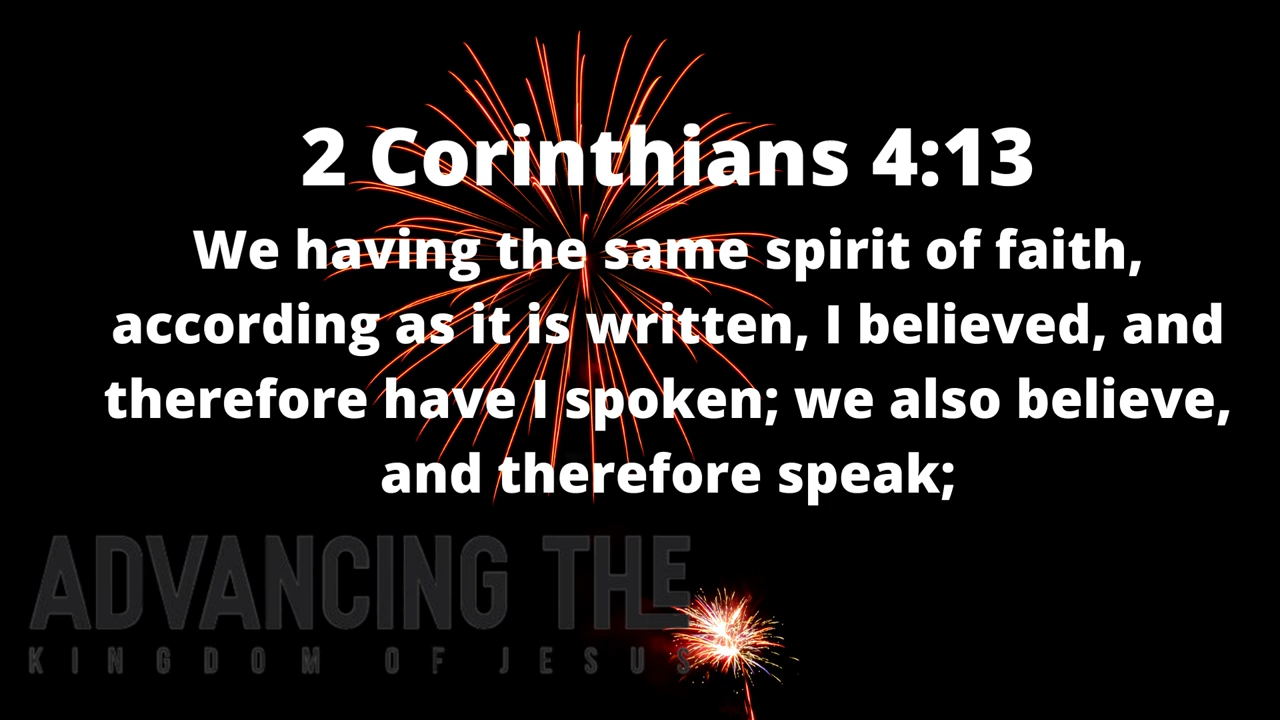 2 Corinthians 4:13
We having the same spirit of faith,
according as it is written, I believed, and
therefore have I spoken; we also believe,
and therefore speak;
ADVANCING THE
KINGDOM OF JESUS